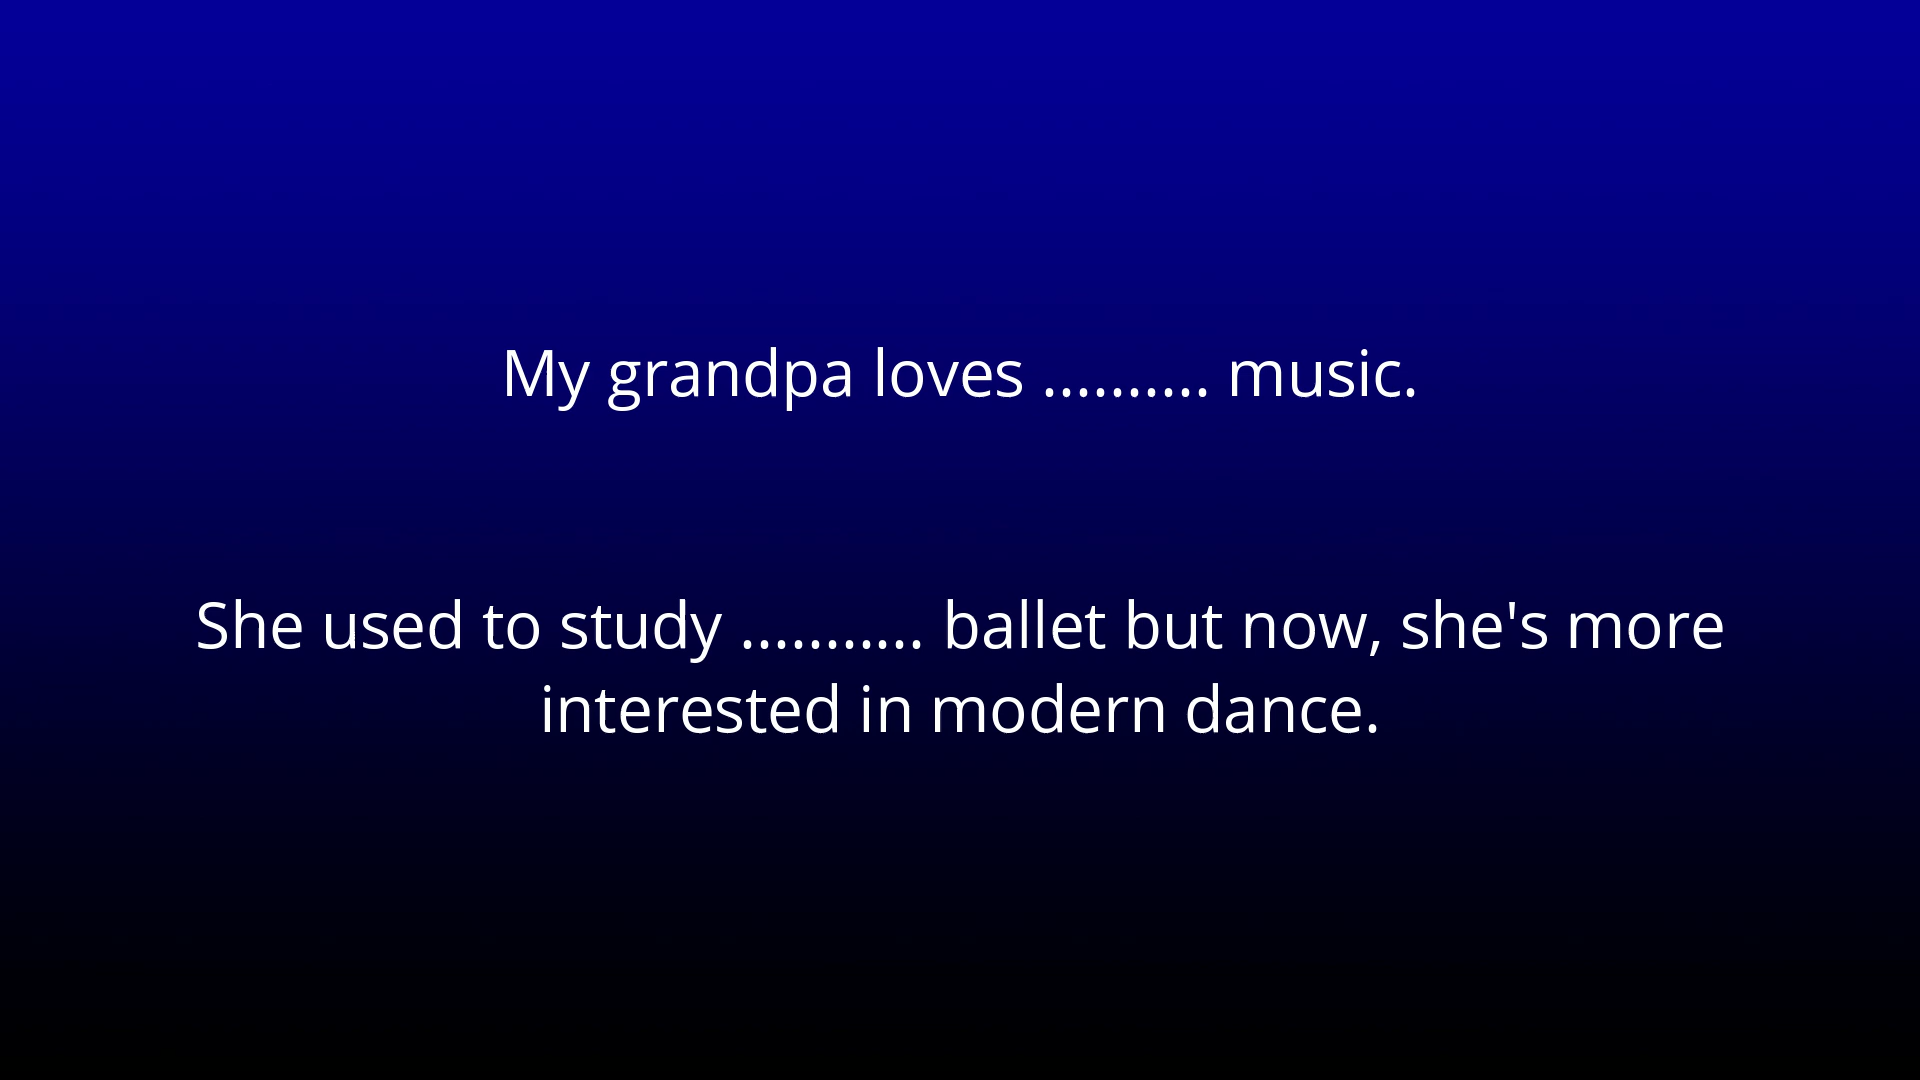 My grandpa loves .......... music.
She used to study ........... ballet but now, she's more
interested in modern dance.